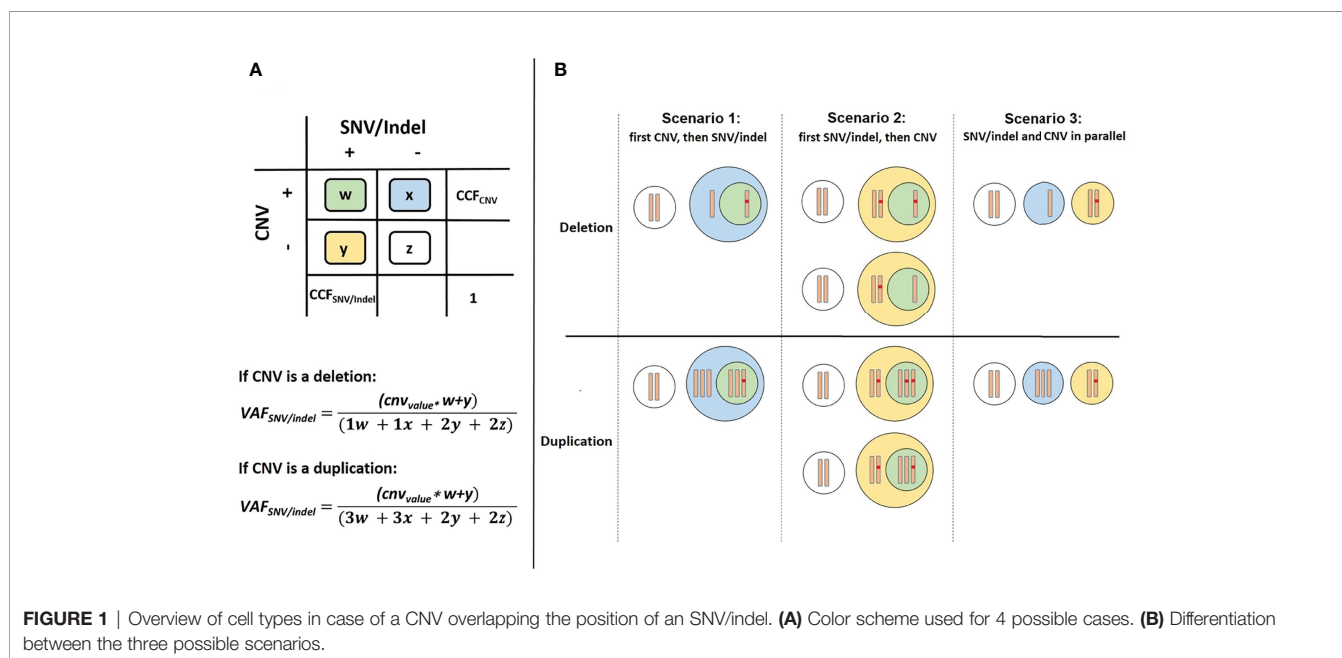 A
SNV/Indel
+ -
CNV
+ w x CCF_CNV
- y z
CCF_SNV/Indel 1
If CNV is a deletion:
VAF_SNV/indel = (cnv_value * w+y) / (1w + 1x + 2y + 2z)
If CNV is a duplication:
VAF_SNV/indel = (cnv_value * w+y) / (3w + 3x + 2y + 2z)
B
Scenario 1:
first CNV, then SNV/indel
Scenario 2:
first SNV/indel, then CNV
Scenario 3:
SNV/indel and CNV in parallel
Deletion
Duplication
FIGURE 1 | Overview of cell types in case of a CNV overlapping the position of an SNV/indel. (A) Color scheme used for 4 possible cases. (B) Differentiation
between the three possible scenarios.